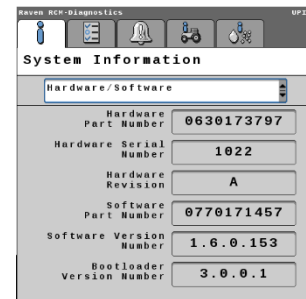 Raven RCM-Diagnostics UPI
System Information
Hardware/Software
Hardware
Part Number 0630173797
Hardware Serial
Number 1022
Hardware
Revision A
Software
Part Number 0770171457
Software Version
Number 1.6.0.153
Bootloader
Version Number 3.0.0.1